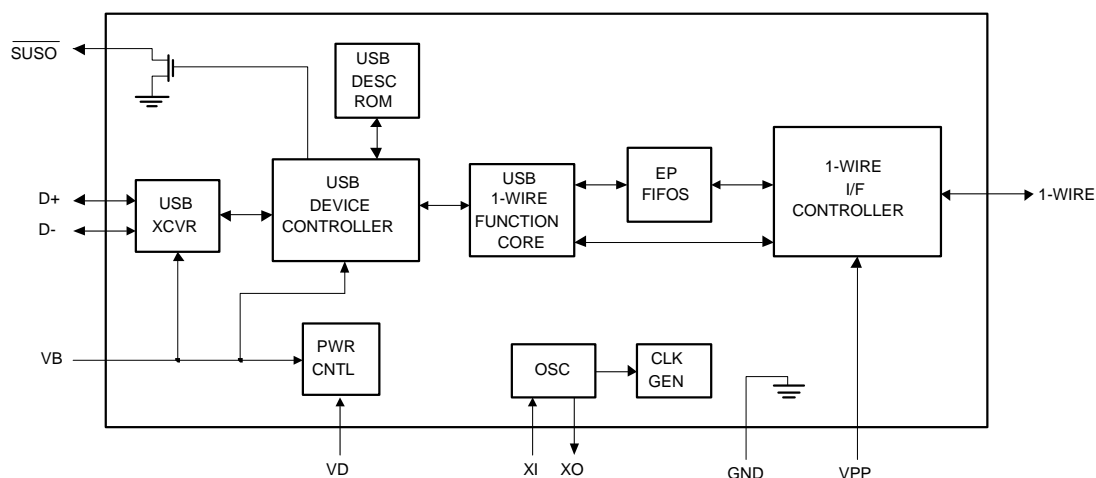 SUSO
USB
DESC
ROM
D+
D-
USB
XCVR
USB
DEVICE
CONTROLLER
USB
1-WIRE
FUNCTION
CORE
EP
FIFOS
1-WIRE
I/F
CONTROLLER
1-WIRE
VB
PWR
CNTL
OSC
CLK
GEN
VD
XI
XO
GND
VPP